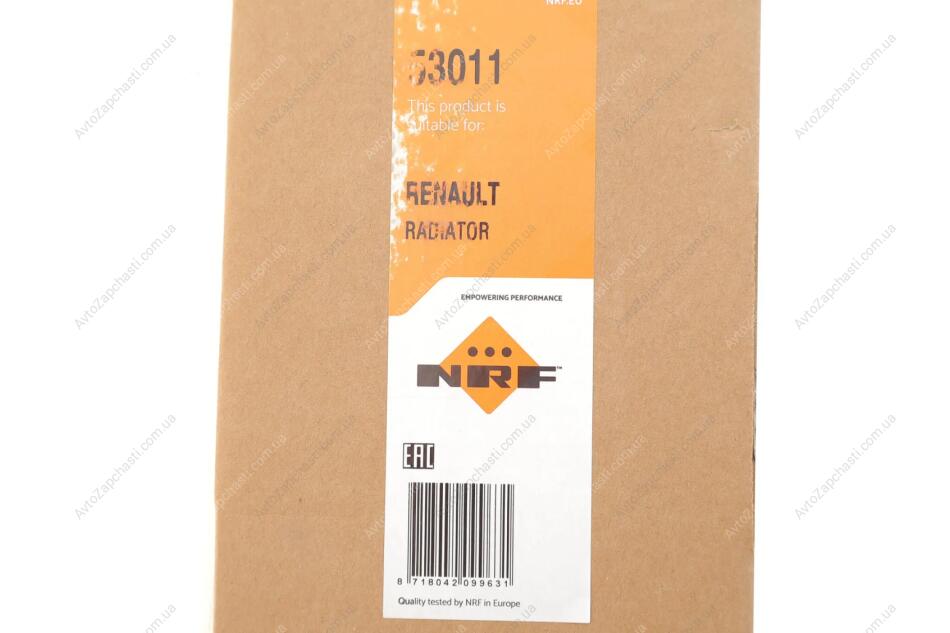 NRF.EU
53011
This product is
suitable for:
RENAULT
RADIATOR
EMPOWERING PERFORMANCE
NRF™
EAC
8 718042 099631
Quality tested by NRF in Europe
AvtoZapchasti.com.ua